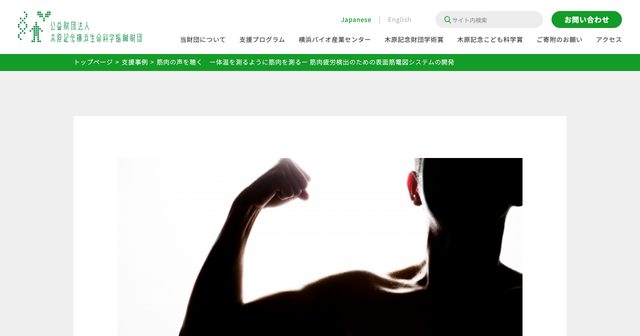 公益財団法人
木原記念横浜生命科学振興財団
Japanese | English
サイト内検索
お問い合わせ
当財団について 支援プログラム 横浜バイオ産業センター 木原記念財団学術賞 木原記念こども科学賞 ご寄附のお願い アクセス
トップページ > 支援事例 > 筋肉の声を聴く ー体温を測るように筋肉を測るー 筋肉疲労検出のための表面筋電図システムの開発